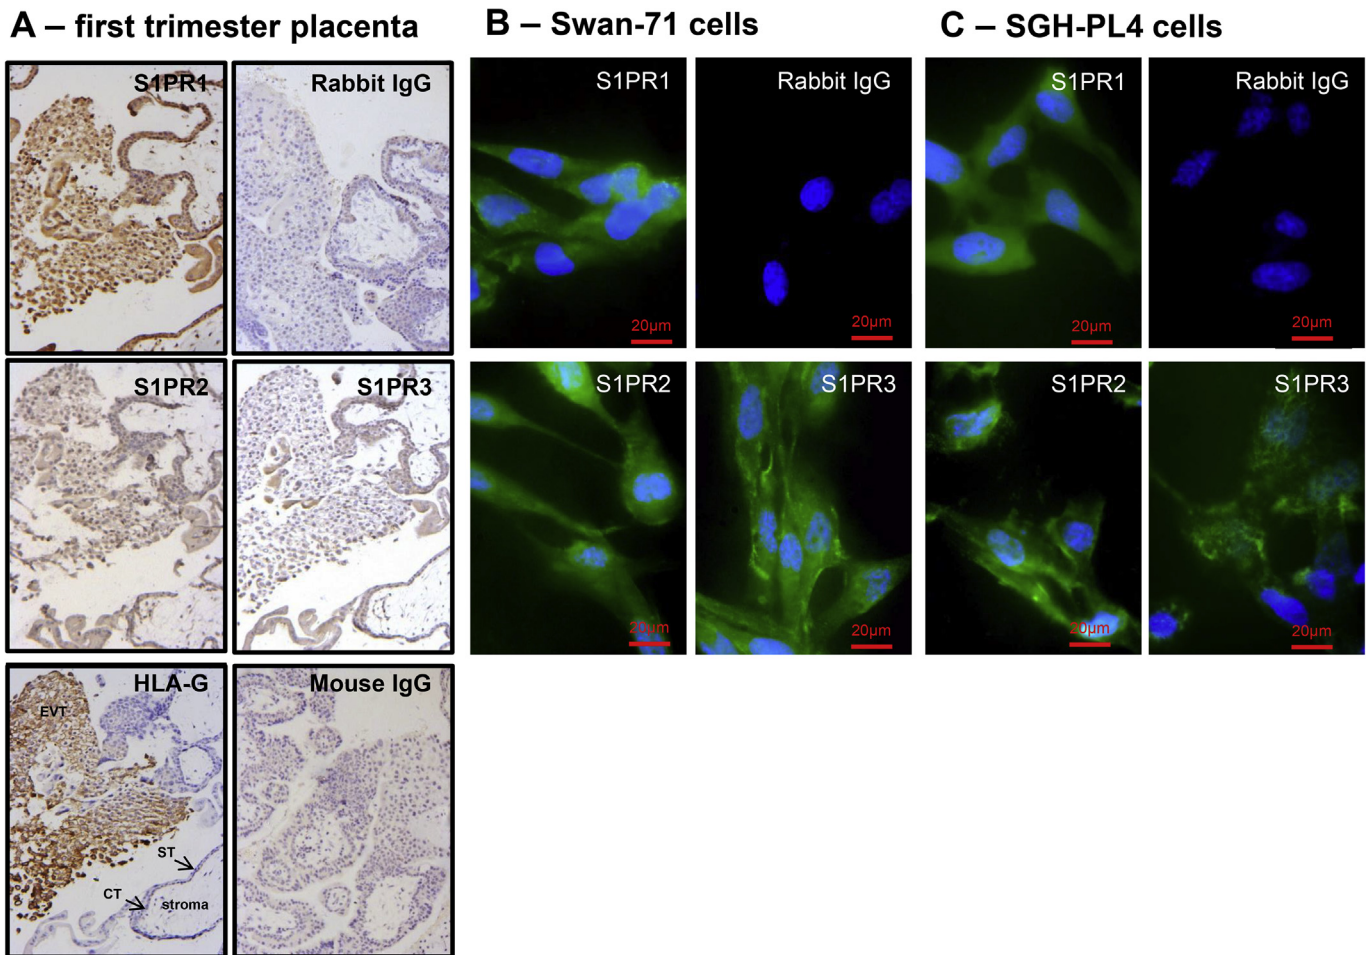 A – first trimester placenta
S1PR1
Rabbit IgG
S1PR2
S1PR3
HLA-G
EVT
ST
CT
stroma
Mouse IgG
B – Swan-71 cells
S1PR1
20µm
Rabbit IgG
20µm
S1PR2
20µm
S1PR3
20µm
C – SGH-PL4 cells
S1PR1
20µm
Rabbit IgG
20µm
S1PR2
20µm
S1PR3
20µm